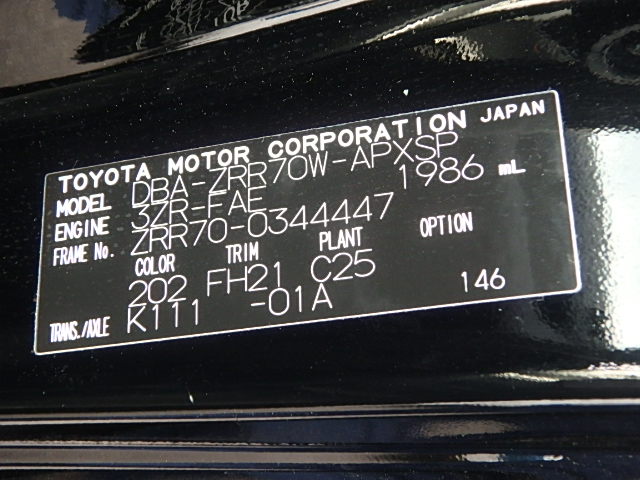 TOYOTA MOTOR CORPORATION JAPAN
MODEL DBA-ZRR70W-APXSP
ENGINE 3ZR-FAE 1986 mL
FRAME No. ZRR70-0344447
COLOR TRIM PLANT OPTION
202 FH21 C25
TRANS./AXLE K111 -01A 146